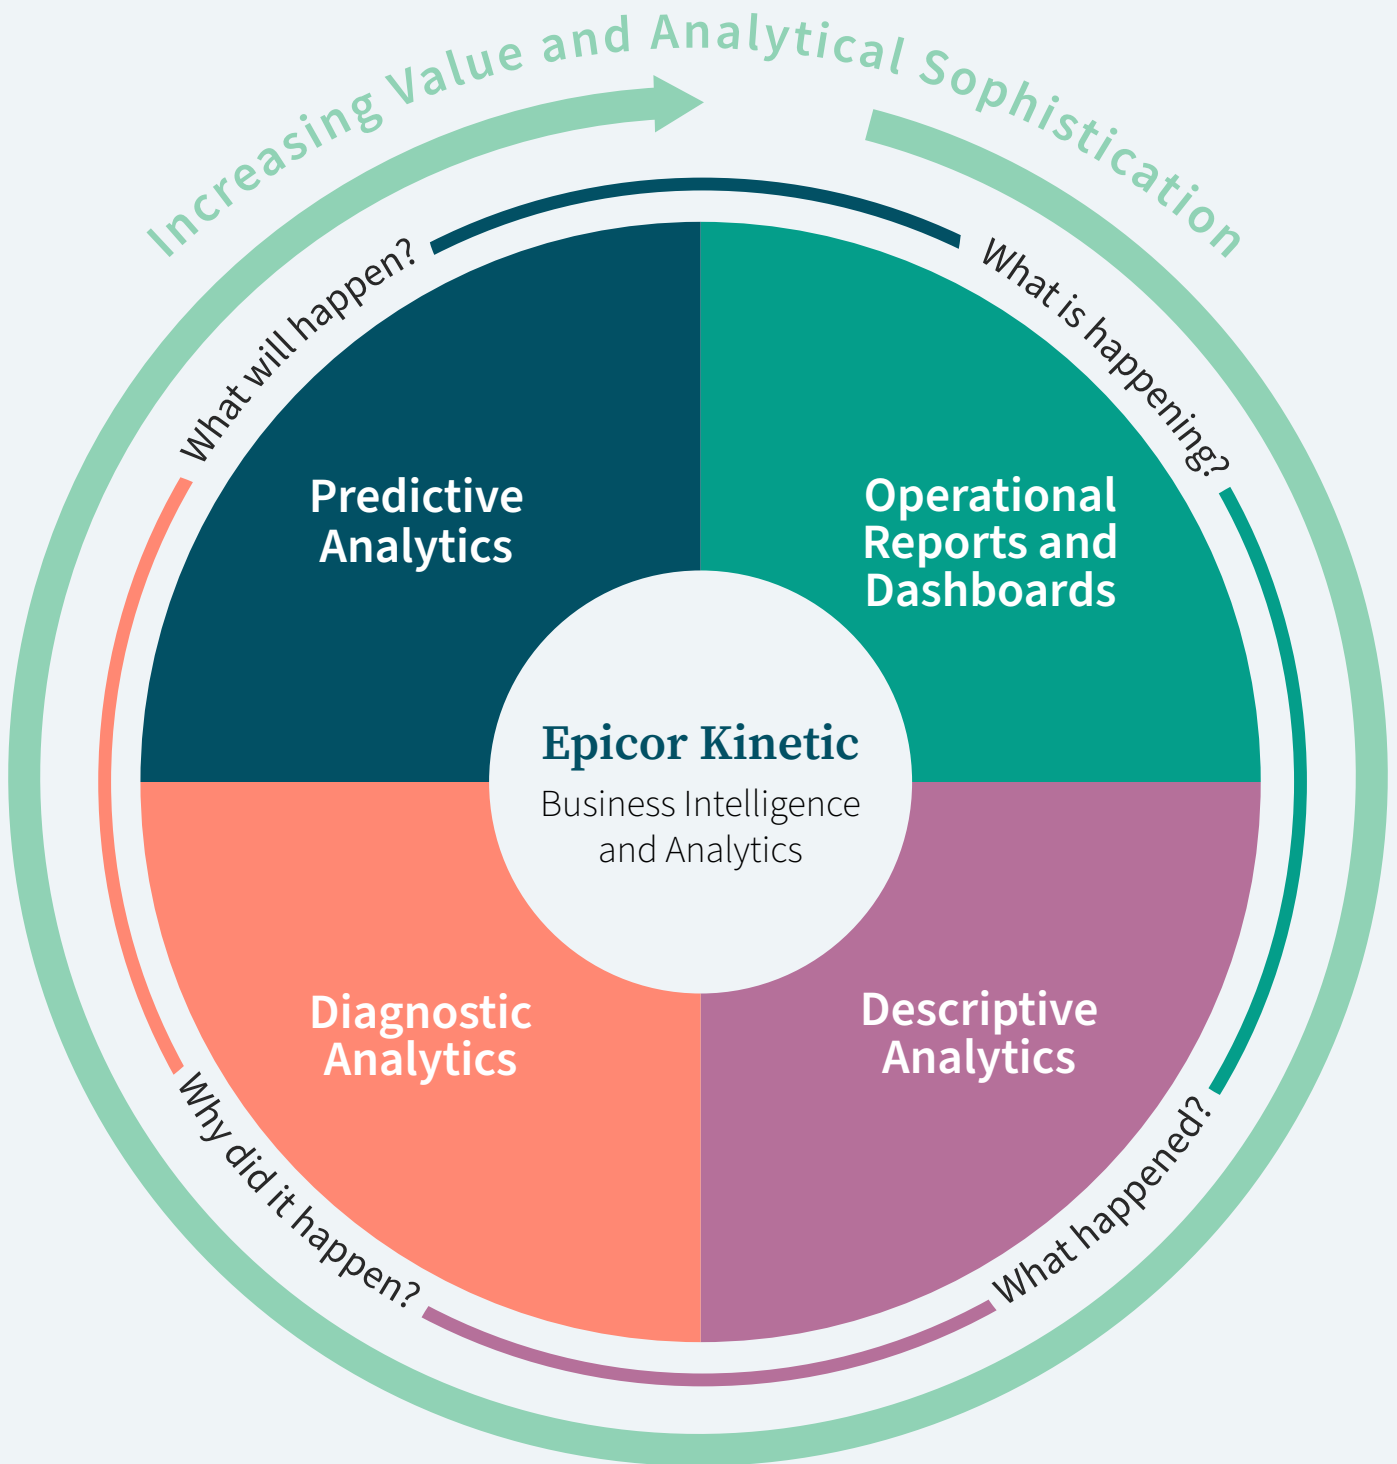 Increasing Value and Analytical Sophistication
What will happen?
What is happening?
Predictive
Analytics
Operational
Reports and
Dashboards
Epicor Kinetic
Business Intelligence
and Analytics
Diagnostic
Analytics
Descriptive
Analytics
Why did it happen?
What happened?